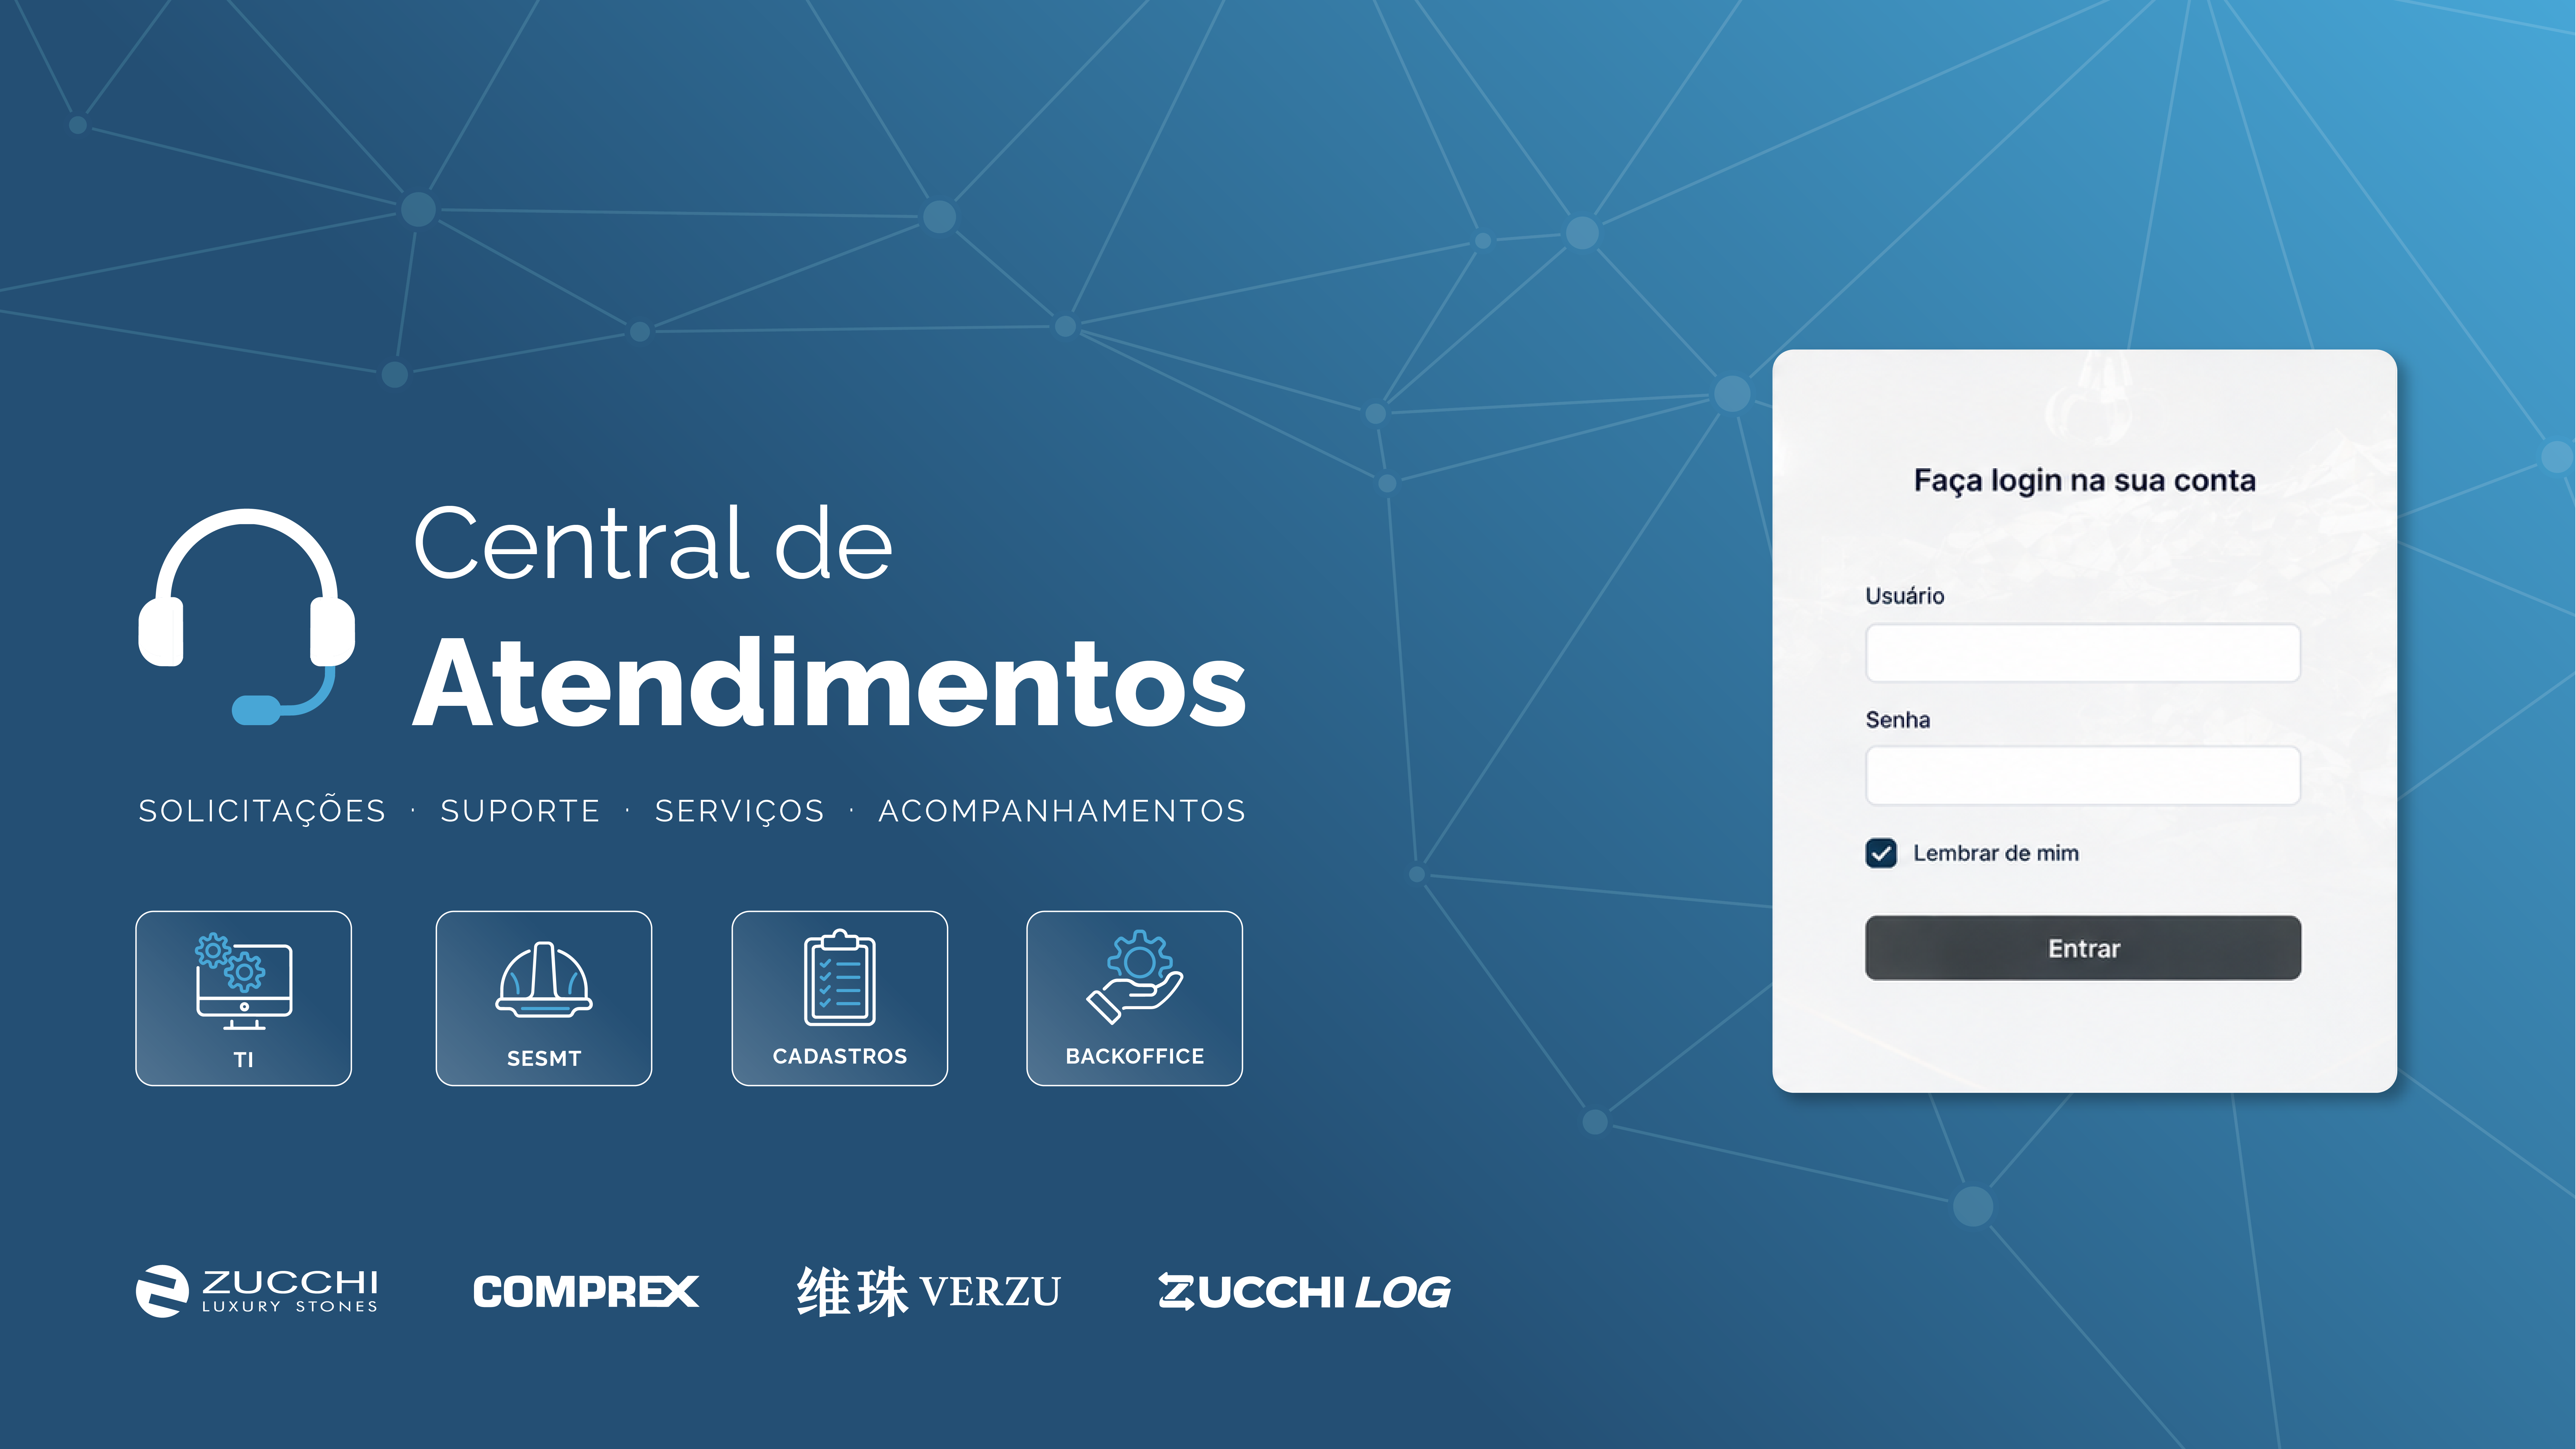 Central de
Atendimentos
SOLICITAÇÕES · SUPORTE · SERVIÇOS · ACOMPANHAMENTOS
TI
SESMT
CADASTROS
BACKOFFICE
ZUCCHI
LUXURY STONES
COMPREX
维珠 VERZU
ZUCCHI LOG
Faça login na sua conta
Usuário
Senha
Lembrar de mim
Entrar